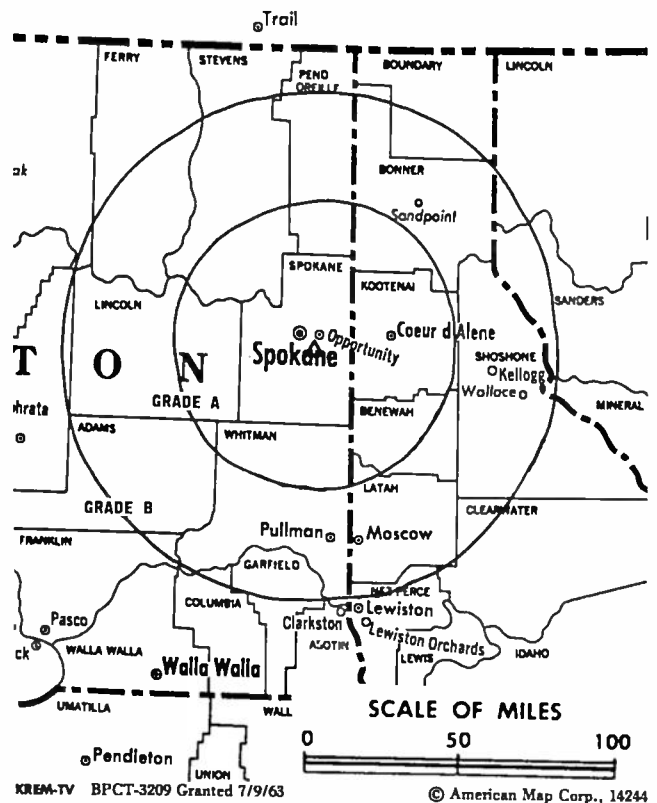 Trail
FERRY
STEVENS
PEND OREILLE
BOUNDARY
LINCOLN
ak
BONNER
Sandpoint
LINCOLN
SPOKANE
KOOTENAI
SANDERS
Spokane
Opportunity
Coeur d'Alene
T O N
SHOSHONE
Kellogg
Wallace
MINERAL
GRADE A
phrata
ADAMS
WHITMAN
BENEWAH
GRADE B
LATAH
CLEARWATER
FRANKLIN
Pullman
Moscow
GARFIELD
COLUMBIA
NEZ PERCE
Clarkston
Lewiston
Pasco
ck
WALLA WALLA
ASOTIN
Lewiston Orchards
LEWIS
IDAHO
Walla Walla
UMATILLA
WALL
SCALE OF MILES
0 50 100
Pendleton
UNION
KREM-TV BPCT-3209 Granted 7/9/63
© American Map Corp., 14244